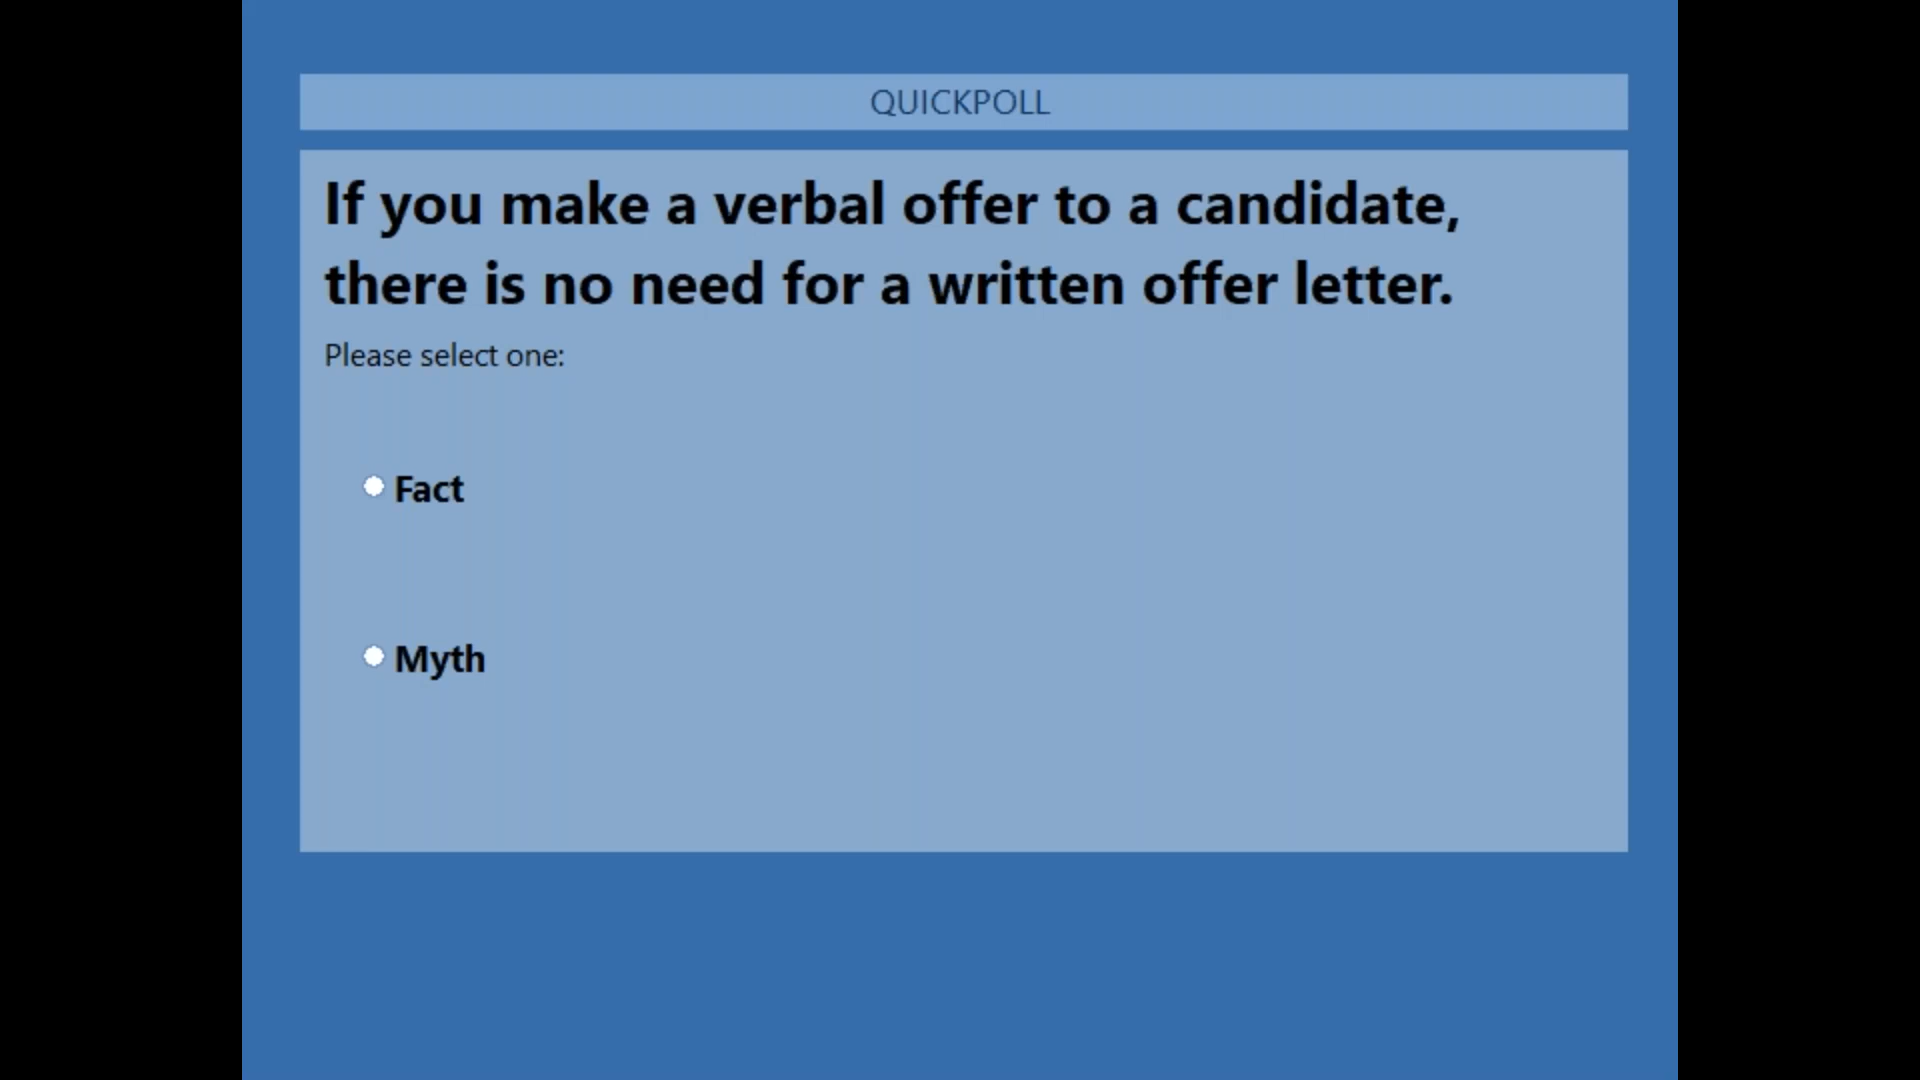 QUICKPOLL
If you make a verbal offer to a candidate,
there is no need for a written offer letter.
Please select one:
Fact
Myth